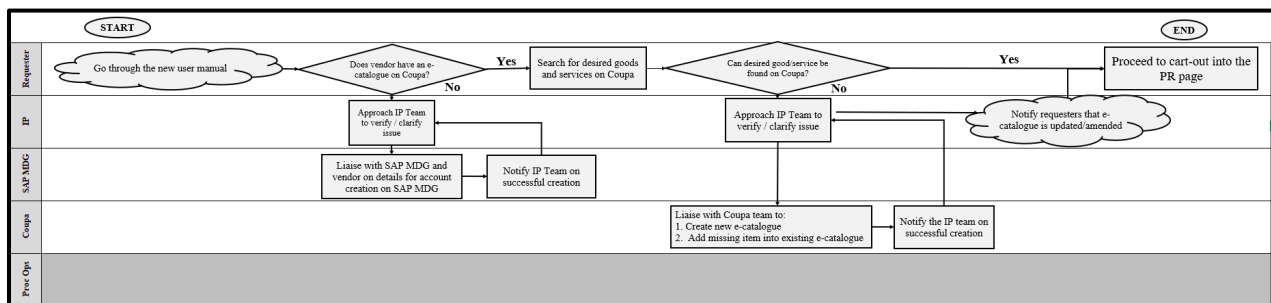 START
END
Requester
Go through the new user manual
Does vendor have an e-
catalogue on Coupa?
Yes
No
Search for desired goods
and services on Coupa
Can desired good/service be
found on Coupa?
Yes
No
Proceed to cart-out into the
PR page
IP
Approach IP Team
to verify / clarify
issue
Approach IP Team to
verify / clarify issue
Notify requesters that e-
catalogue is updated/amended
SAP MDG
Liaise with SAP MDG and
vendor on details for account
creation on SAP MDG
Notify IP Team on
successful creation
Coupa
Liaise with Coupa team to:
1. Create new e-catalogue
2. Add missing item into existing e-catalogue
Notify the IP team on
successful creation
Proc Ops